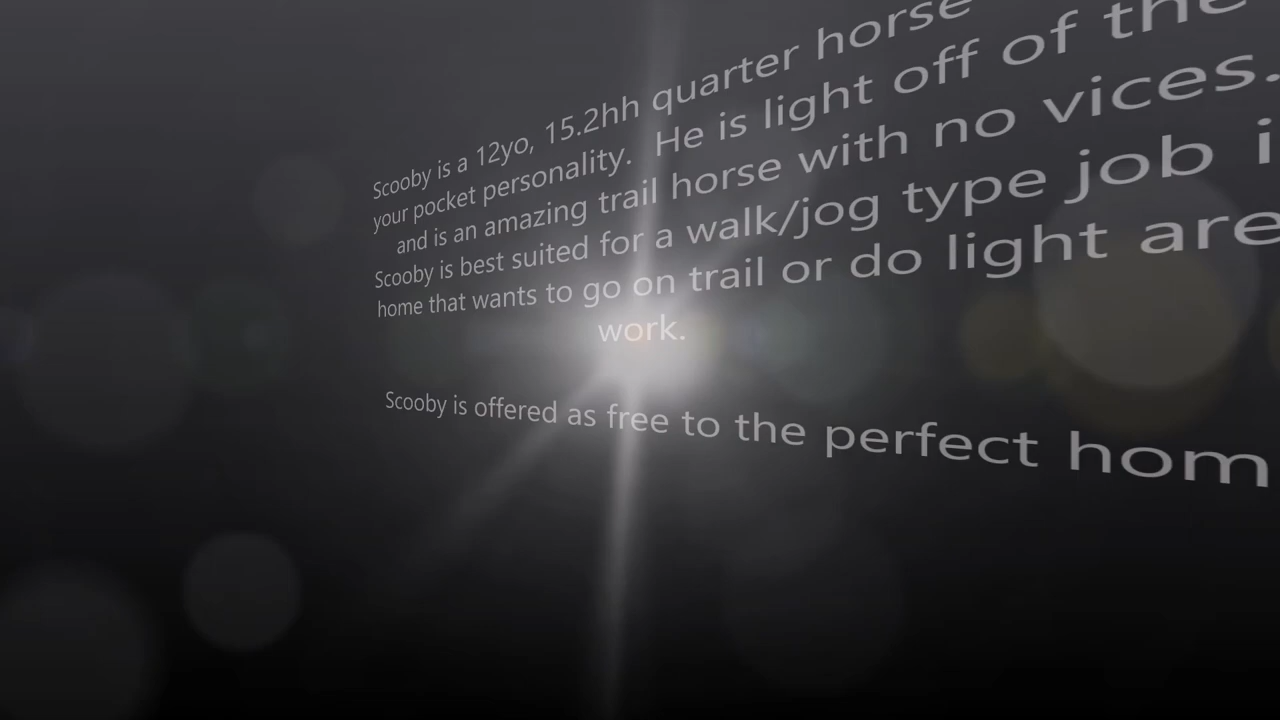 Scooby is a 12yo, 15.2hh quarter horse
your pocket personality.  He is light off of the
and is an amazing trail horse with no vices.
Scooby is best suited for a walk/jog type job i
home that wants to go on trail or do light are
work.
Scooby is offered as free to the perfect hom